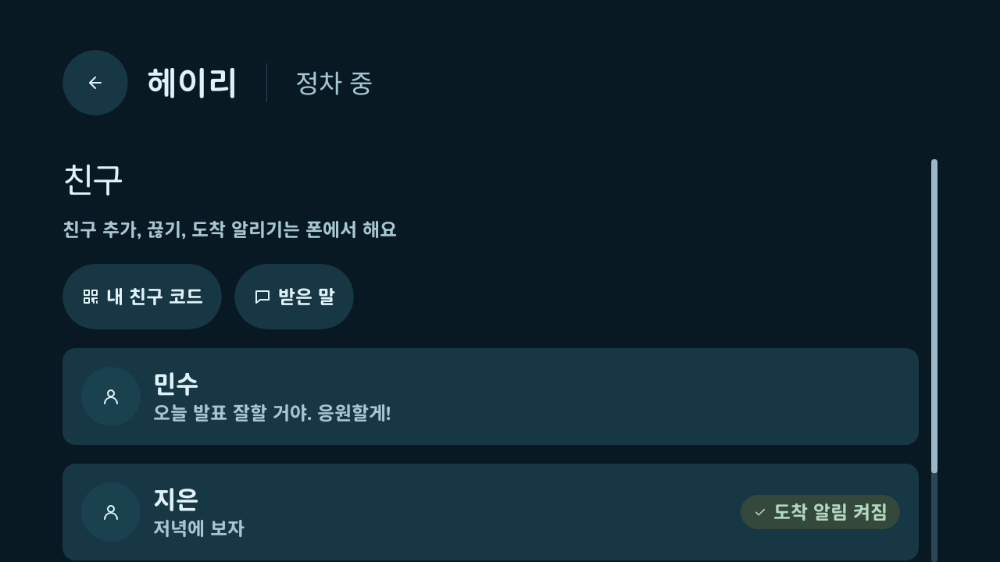 헤이리
정차 중
친구
친구 추가, 끊기, 도착 알리기는 폰에서 해요
내 친구 코드
받은 말
민수
오늘 발표 잘할 거야. 응원할게!
지은
저녁에 보자
도착 알림 켜짐